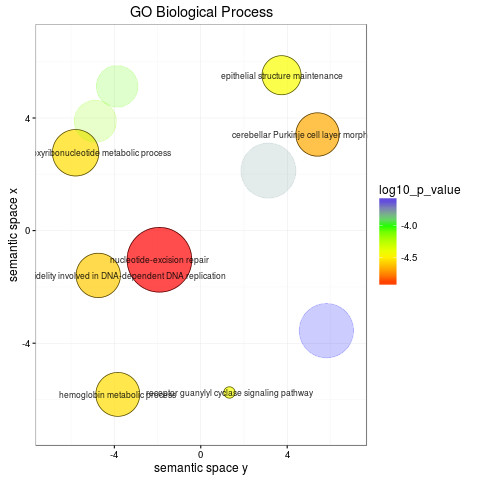 GO Biological Process
epithelial structure maintenance
cerebellar Purkinje cell layer morph
metabolic process
nucleotide-excision repair
involved in DNA-dependent DNA replication
hemoglobin metabolic process
receptor guanylyl cyclase signaling pathway
semantic space x
4
0
-4
-4
0
4
semantic space y
log10_p_value
-4.0
-4.5